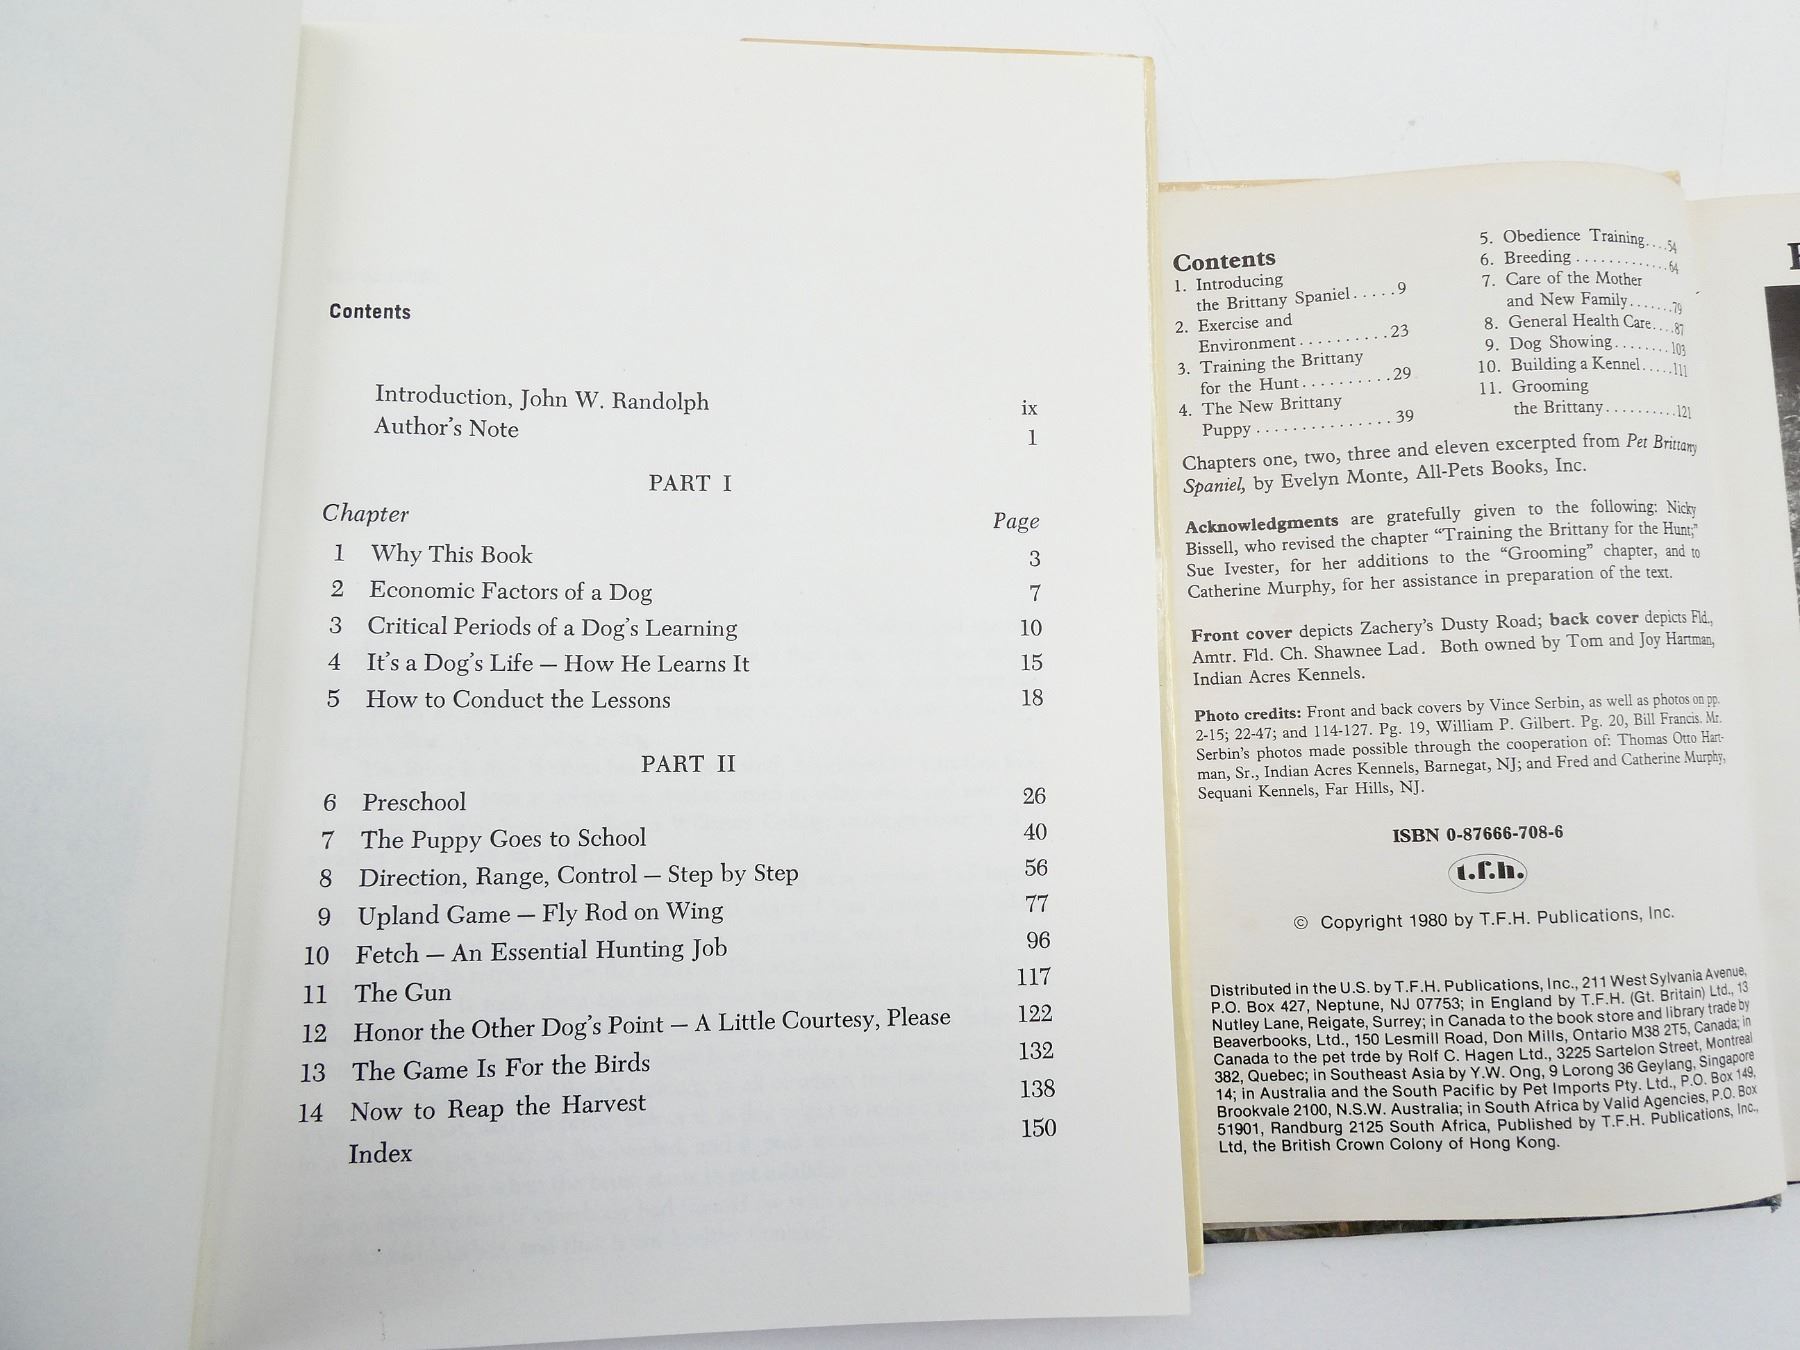 Contents
Introduction, John W. Randolph ix
Author's Note 1
PART I
Chapter Page
1 Why This Book 3
2 Economic Factors of a Dog 7
3 Critical Periods of a Dog's Learning 10
4 It's a Dog's Life — How He Learns It 15
5 How to Conduct the Lessons 18
PART II
6 Preschool 26
7 The Puppy Goes to School 40
8 Direction, Range, Control — Step by Step 56
9 Upland Game — Fly Rod on Wing 77
10 Fetch — An Essential Hunting Job 96
11 The Gun 117
12 Honor the Other Dog's Point — A Little Courtesy, Please 122
13 The Game Is For the Birds 132
14 Now to Reap the Harvest 138
Index 150
Contents
1. Introducing
the Brittany Spaniel.....9
2. Exercise and
Environment..........23
3. Training the Brittany
for the Hunt..........29
4. The New Brittany
Puppy ...............39
5. Obedience Training....54
6. Breeding .............64
7. Care of the Mother
and New Family.......79
8. General Health Care....87
9. Dog Showing........103
10. Building a Kennel.....111
11. Grooming
the Brittany..........121
Chapters one, two, three and eleven excerpted from Pet Brittany
Spaniel, by Evelyn Monte, All-Pets Books, Inc.
Acknowledgments are gratefully given to the following: Nicky
Bissell, who revised the chapter "Training the Brittany for the Hunt;"
Sue Ivester, for her additions to the "Grooming" chapter, and to
Catherine Murphy, for her assistance in preparation of the text.
Front cover depicts Zachery's Dusty Road; back cover depicts Fld.,
Amtr. Fld. Ch. Shawnee Lad. Both owned by Tom and Joy Hartman,
Indian Acres Kennels.
Photo credits: Front and back covers by Vince Serbin, as well as photos on pp.
2-15; 22-47; and 114-127. Pg. 19, William P. Gilbert. Pg. 20, Bill Francis. Mr.
Serbin's photos made possible through the cooperation of: Thomas Otto Hart-
man, Sr., Indian Acres Kennels, Barnegat, NJ; and Fred and Catherine Murphy,
Sequani Kennels, Far Hills, NJ.
ISBN 0-87666-708-6
t.f.h.
© Copyright 1980 by T.F.H. Publications, Inc.
Distributed in the U.S. by T.F.H. Publications, Inc., 211 West Sylvania Avenue,
P.O. Box 427, Neptune, NJ 07753; in England by T.F.H. (Gt. Britain) Ltd., 13
Nutley Lane, Reigate, Surrey; in Canada to the book store and library trade by
Beaverbooks, Ltd., 150 Lesmill Road, Don Mills, Ontario M38 2T5, Canada; in
Canada to the pet trde by Rolf C. Hagen Ltd., 3225 Sartelon Street, Montreal
382, Quebec; in Southeast Asia by Y.W. Ong, 9 Lorong 36 Geylang, Singapore
14; in Australia and the South Pacific by Pet Imports Pty. Ltd., P.O. Box 149,
Brookvale 2100, N.S.W. Australia; in South Africa by Valid Agencies, P.O. Box
51901, Randburg 2125 South Africa, Published by T.F.H. Publications, Inc.,
Ltd, the British Crown Colony of Hong Kong.